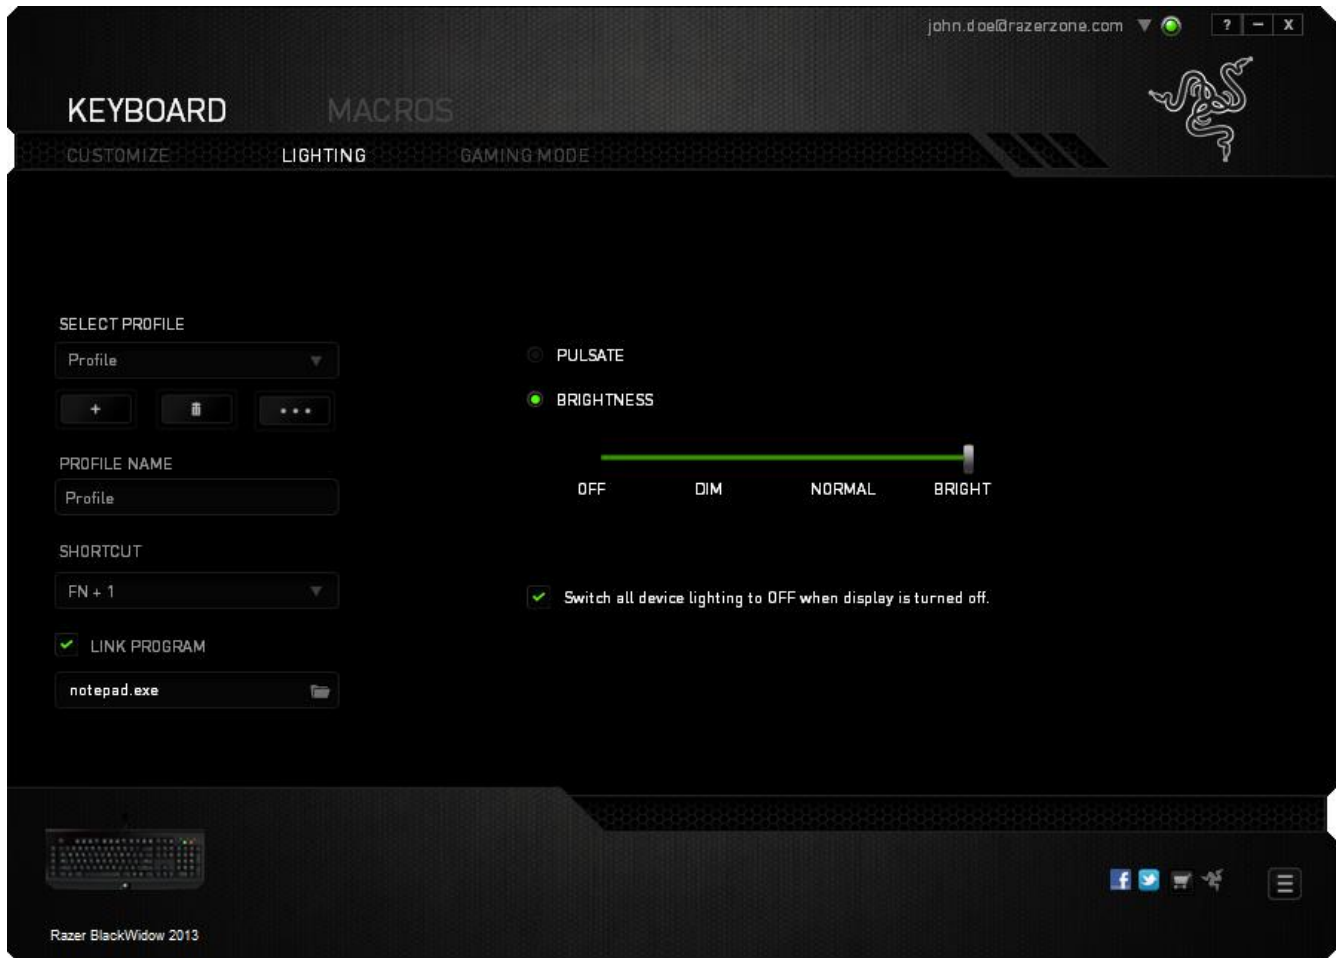 john.doe@razerzone.com
? – X
KEYBOARD MACROS
CUSTOMIZE LIGHTING GAMING MODE
SELECT PROFILE
Profile
+ •••
PROFILE NAME
Profile
SHORTCUT
FN + 1
LINK PROGRAM
notepad.exe
PULSATE
BRIGHTNESS
OFF DIM NORMAL BRIGHT
Switch all device lighting to OFF when display is turned off.
Razer BlackWidow 2013